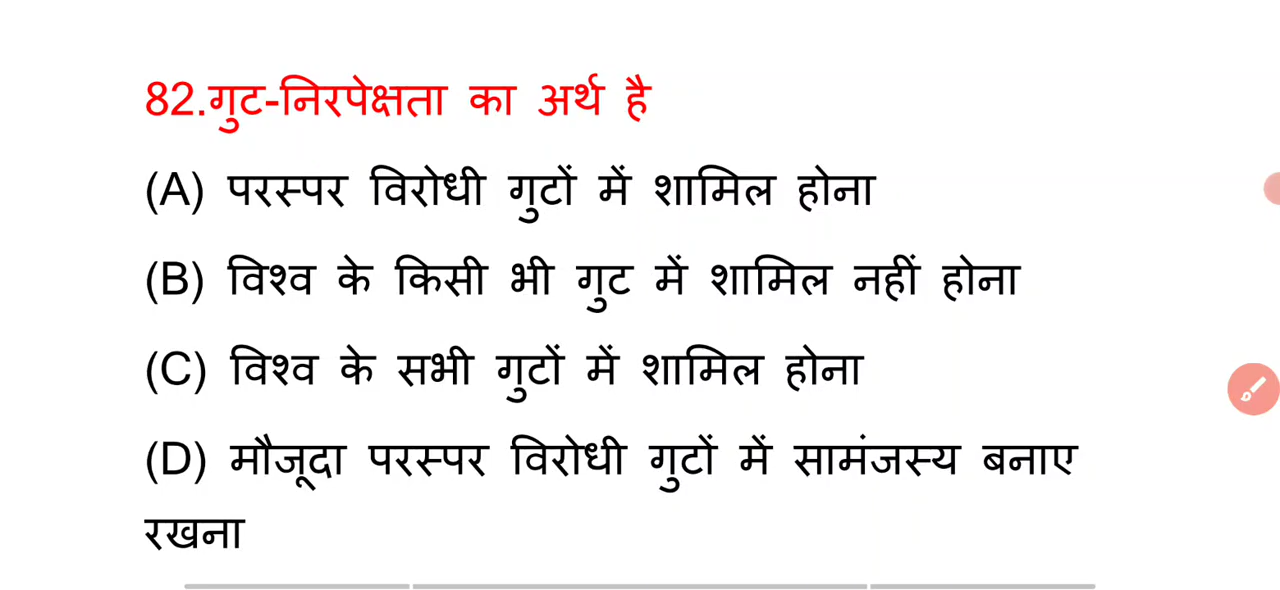 82.गुट-निरपेक्षता का अर्थ है
(A) परस्पर विरोधी गुटों में शामिल होना
(B) विश्व के किसी भी गुट में शामिल नहीं होना
(C) विश्व के सभी गुटों में शामिल होना
(D) मौजूदा परस्पर विरोधी गुटों में सामंजस्य बनाए
रखना